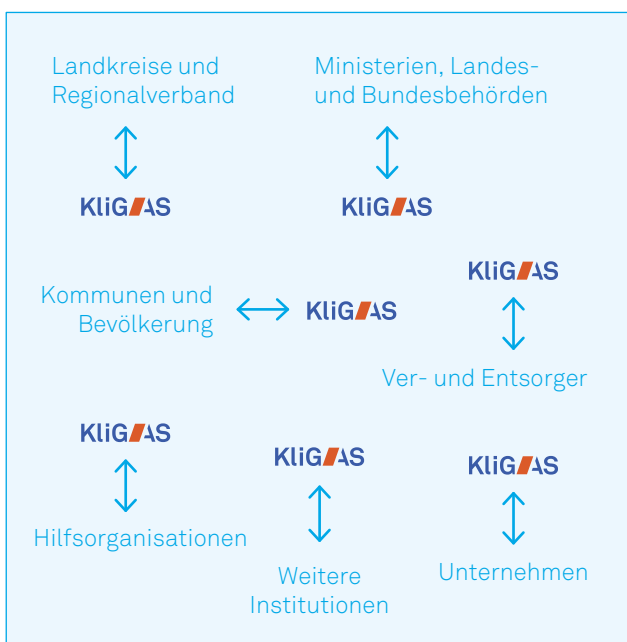 Landkreise und
Regionalverband
Ministerien, Landes-
und Bundesbehörden
KliGAS
KliGAS
Kommunen und
Bevölkerung
KliGAS
KliGAS
Ver- und Entsorger
KliGAS
Hilfsorganisationen
KliGAS
Weitere
Institutionen
KliGAS
Unternehmen